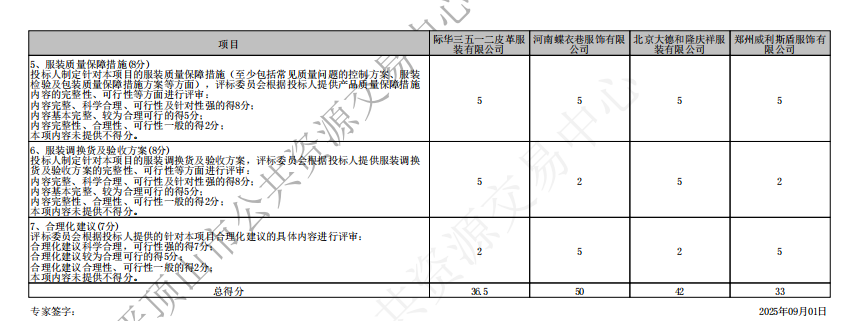 项目
际华三五一二皮革服
装有限公司
河南蝶衣巷服饰有限
公司
北京大德和隆庆祥服
装有限公司
郑州威利斯盾服饰有
限公司
5、服装质量保障措施(8分)
投标人制定针对本项目的服装质量保障措施（至少包括常见质量问题的控制方案、服装
检验及包装质量保障措施方案等方面），评标委员会根据投标人提供产品质量保障措施
内容的完整性、可行性等方面进行评审：
内容完整、科学合理、可行性及针对性强的得8分；
内容基本完整、较为合理可行的得5分；
内容完整性、合理性、可行性一般的得2分；
本项内容未提供不得分。
5 5 5 5
6、服装调换货及验收方案(8分)
投标人制定针对本项目的服装调换货及验收方案，评标委员会根据投标人提供服装调换
货及验收方案的完整性、可行性等方面进行评审：
内容完整、科学合理、可行性及针对性强的得8分；
内容基本完整、较为合理可行的得5分；
内容完整性、合理性、可行性一般的得2分；
本项内容未提供不得分。
5 2 5 2
7、合理化建议(7分)
评标委员会根据投标人提供的针对本项目合理化建议的具体内容进行评审：
合理化建议科学合理，可行性强的得7分；
合理化建议较为合理可行的得5分；
合理化建议合理性、可行性一般的得2分；
本项内容未提供不得分。
2 5 2 5
总得分 36.5 50 42 33
专家签字： 2025年09月01日
平顶山市公共资源交易中心
共资源交易中心